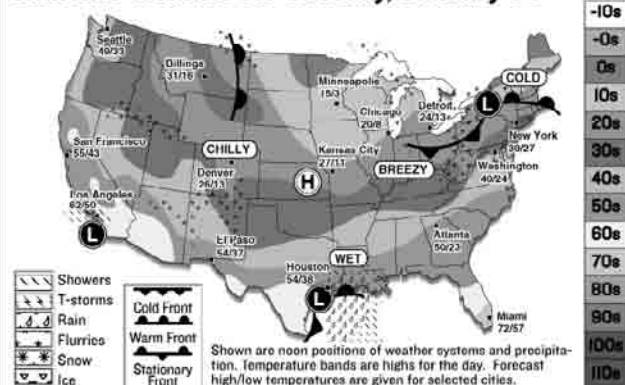 -10s
-0s
0s
10s
20s
30s
40s
50s
60s
70s
80s
90s
100s
110s
Seattle
40/33
Billings
31/16
Minneapolis
15/3
Chicago
20/8
Detroit
24/13
COLD
L
New York
30/27
Washington
40/24
San Francisco
55/43
CHILLY
Denver
26/13
Kansas City
27/11
H
BREEZY
Los Angeles
62/50
L
El Paso
54/37
Atlanta
50/23
Houston
54/38
WET
L
Miami
72/57
Showers
T-storms
Rain
Flurries
Snow
Ice
Cold Front
Warm Front
Stationary
Front
Shown are noon positions of weather systems and precipita-
tion. Temperature bands are highs for the day. Forecast
high/low temperatures are given for selected cities.